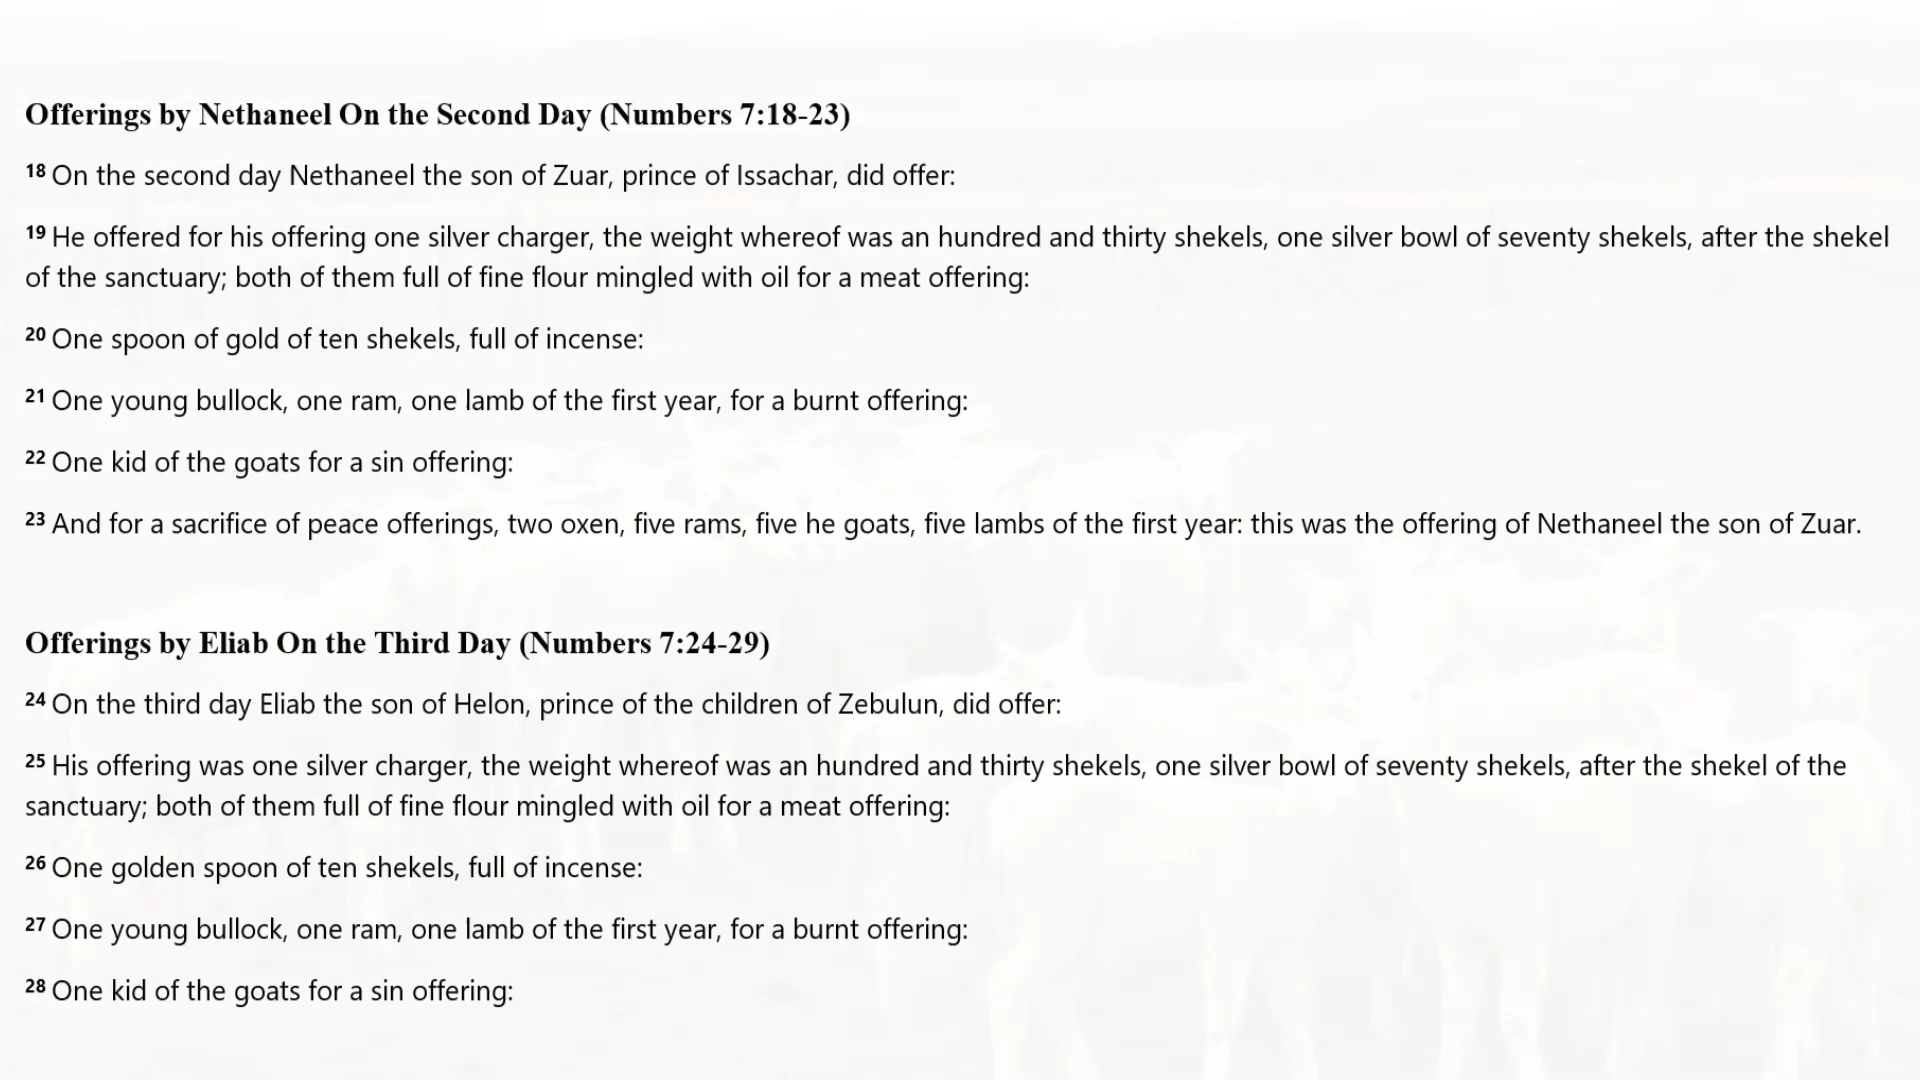 Offerings by Nethaneel On the Second Day (Numbers 7:18-23)
18 On the second day Nethaneel the son of Zuar, prince of Issachar, did offer:
19 He offered for his offering one silver charger, the weight whereof was an hundred and thirty shekels, one silver bowl of seventy shekels, after the shekel
of the sanctuary; both of them full of fine flour mingled with oil for a meat offering:
20 One spoon of gold of ten shekels, full of incense:
21 One young bullock, one ram, one lamb of the first year, for a burnt offering:
22 One kid of the goats for a sin offering:
23 And for a sacrifice of peace offerings, two oxen, five rams, five he goats, five lambs of the first year: this was the offering of Nethaneel the son of Zuar.
Offerings by Eliab On the Third Day (Numbers 7:24-29)
24 On the third day Eliab the son of Helon, prince of the children of Zebulun, did offer:
25 His offering was one silver charger, the weight whereof was an hundred and thirty shekels, one silver bowl of seventy shekels, after the shekel of the
sanctuary; both of them full of fine flour mingled with oil for a meat offering:
26 One golden spoon of ten shekels, full of incense:
27 One young bullock, one ram, one lamb of the first year, for a burnt offering:
28 One kid of the goats for a sin offering: